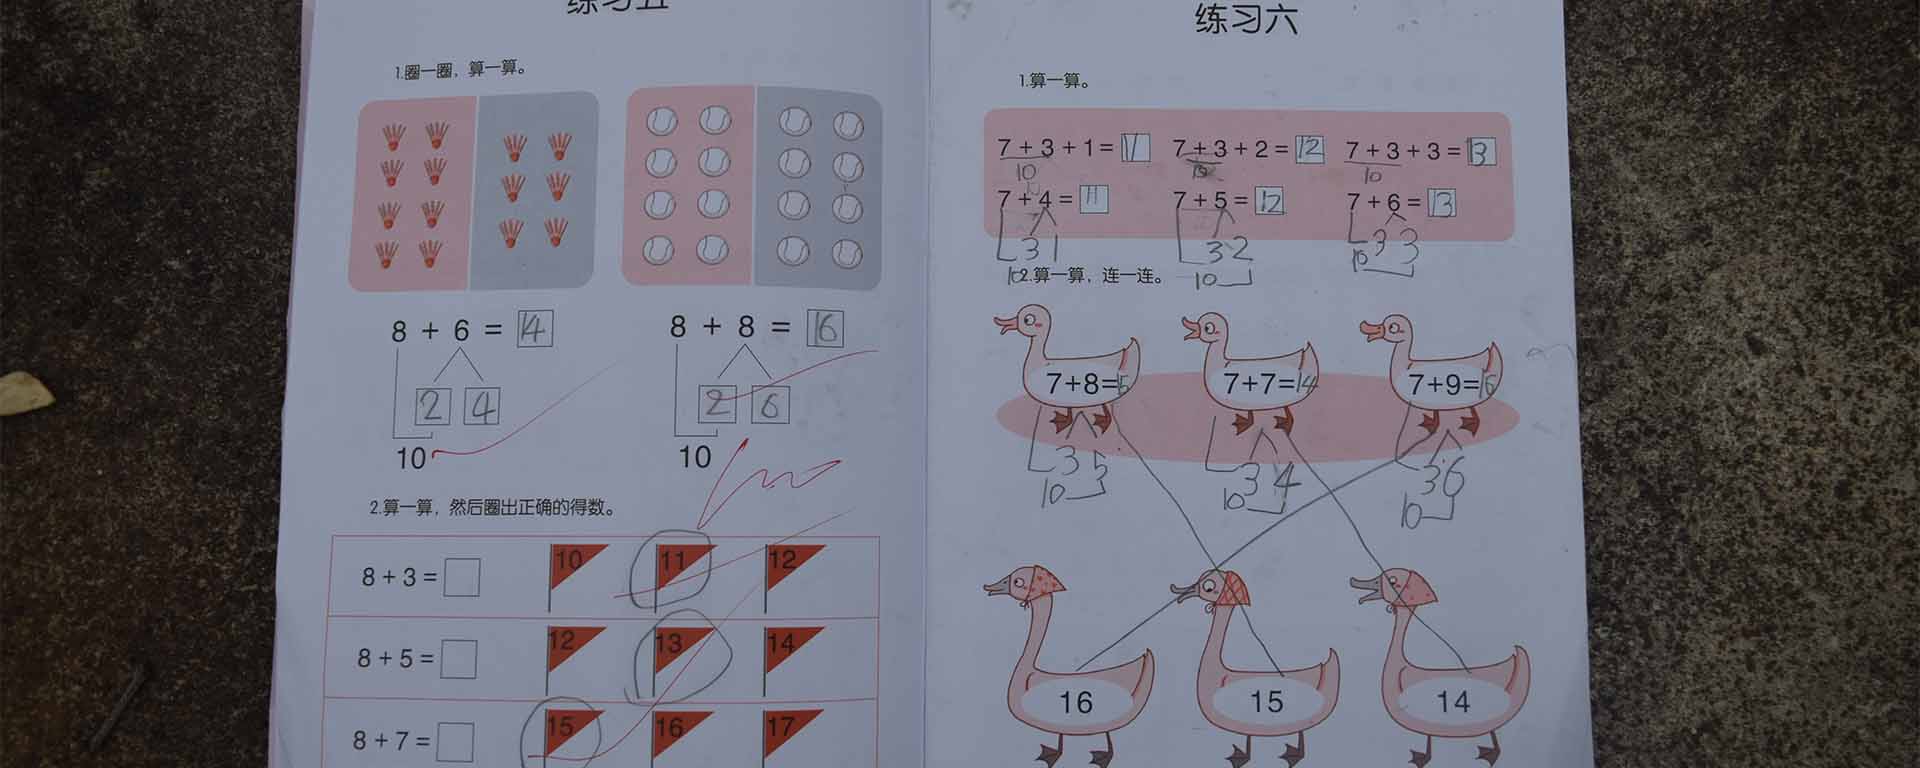 练习五
1.圈一圈，算一算。
8 + 6 = 14
2 4
10
8 + 8 = 16
2 6
10
2.算一算，然后圈出正确的得数。
8 + 3 = 10 11 12
8 + 5 = 12 13 14
8 + 7 = 15 16 17
练习六
1.算一算。
7 + 3 + 1 = 11 7 + 3 + 2 = 12 7 + 3 + 3 = 13
10 10 10
7 + 4 = 11 7 + 5 = 12 7 + 6 = 13
3 1 3 2 3 3
10 10 10
2.算一算，连一连。
7+8=15 7+7=14 7+9=16
3 5 3 4 3 6
10 10 10
16 15 14